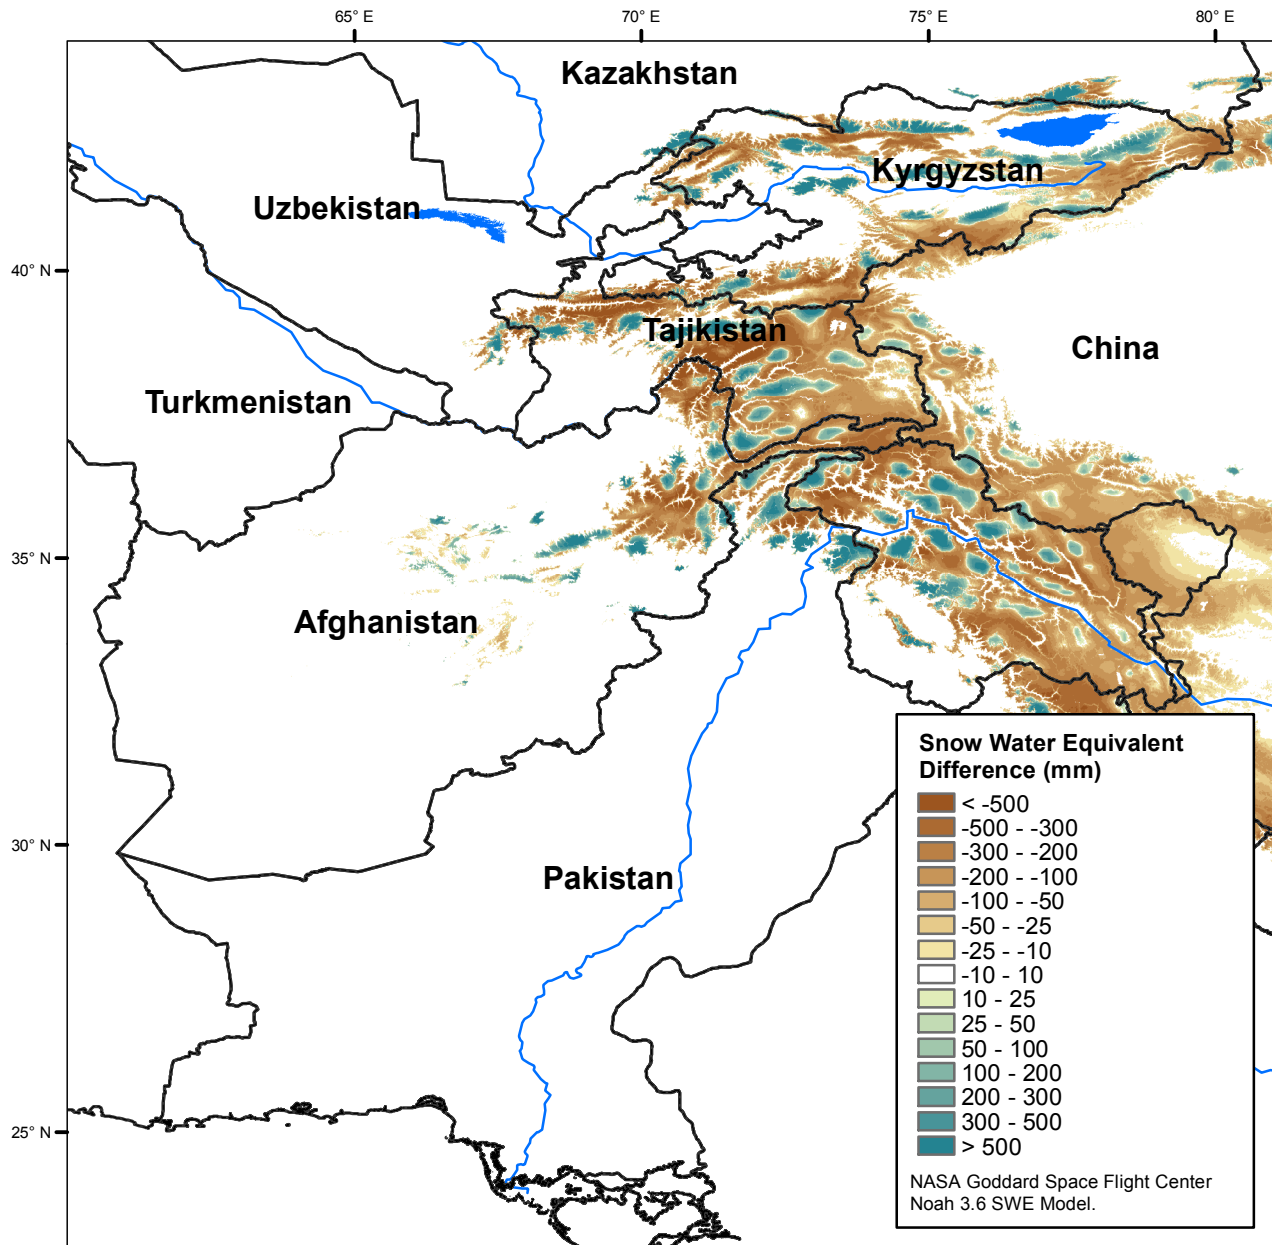 65° E
70° E
75° E
80° E
Kazakhstan
Kyrgyzstan
Uzbekistan
40° N
Tajikistan
China
Turkmenistan
35° N
Afghanistan
Snow Water Equivalent
Difference (mm)
< -500
-500 - -300
-300 - -200
-200 - -100
-100 - -50
-50 - -25
-25 - -10
-10 - 10
10 - 25
25 - 50
50 - 100
100 - 200
200 - 300
300 - 500
> 500
30° N
Pakistan
25° N
NASA Goddard Space Flight Center
Noah 3.6 SWE Model.